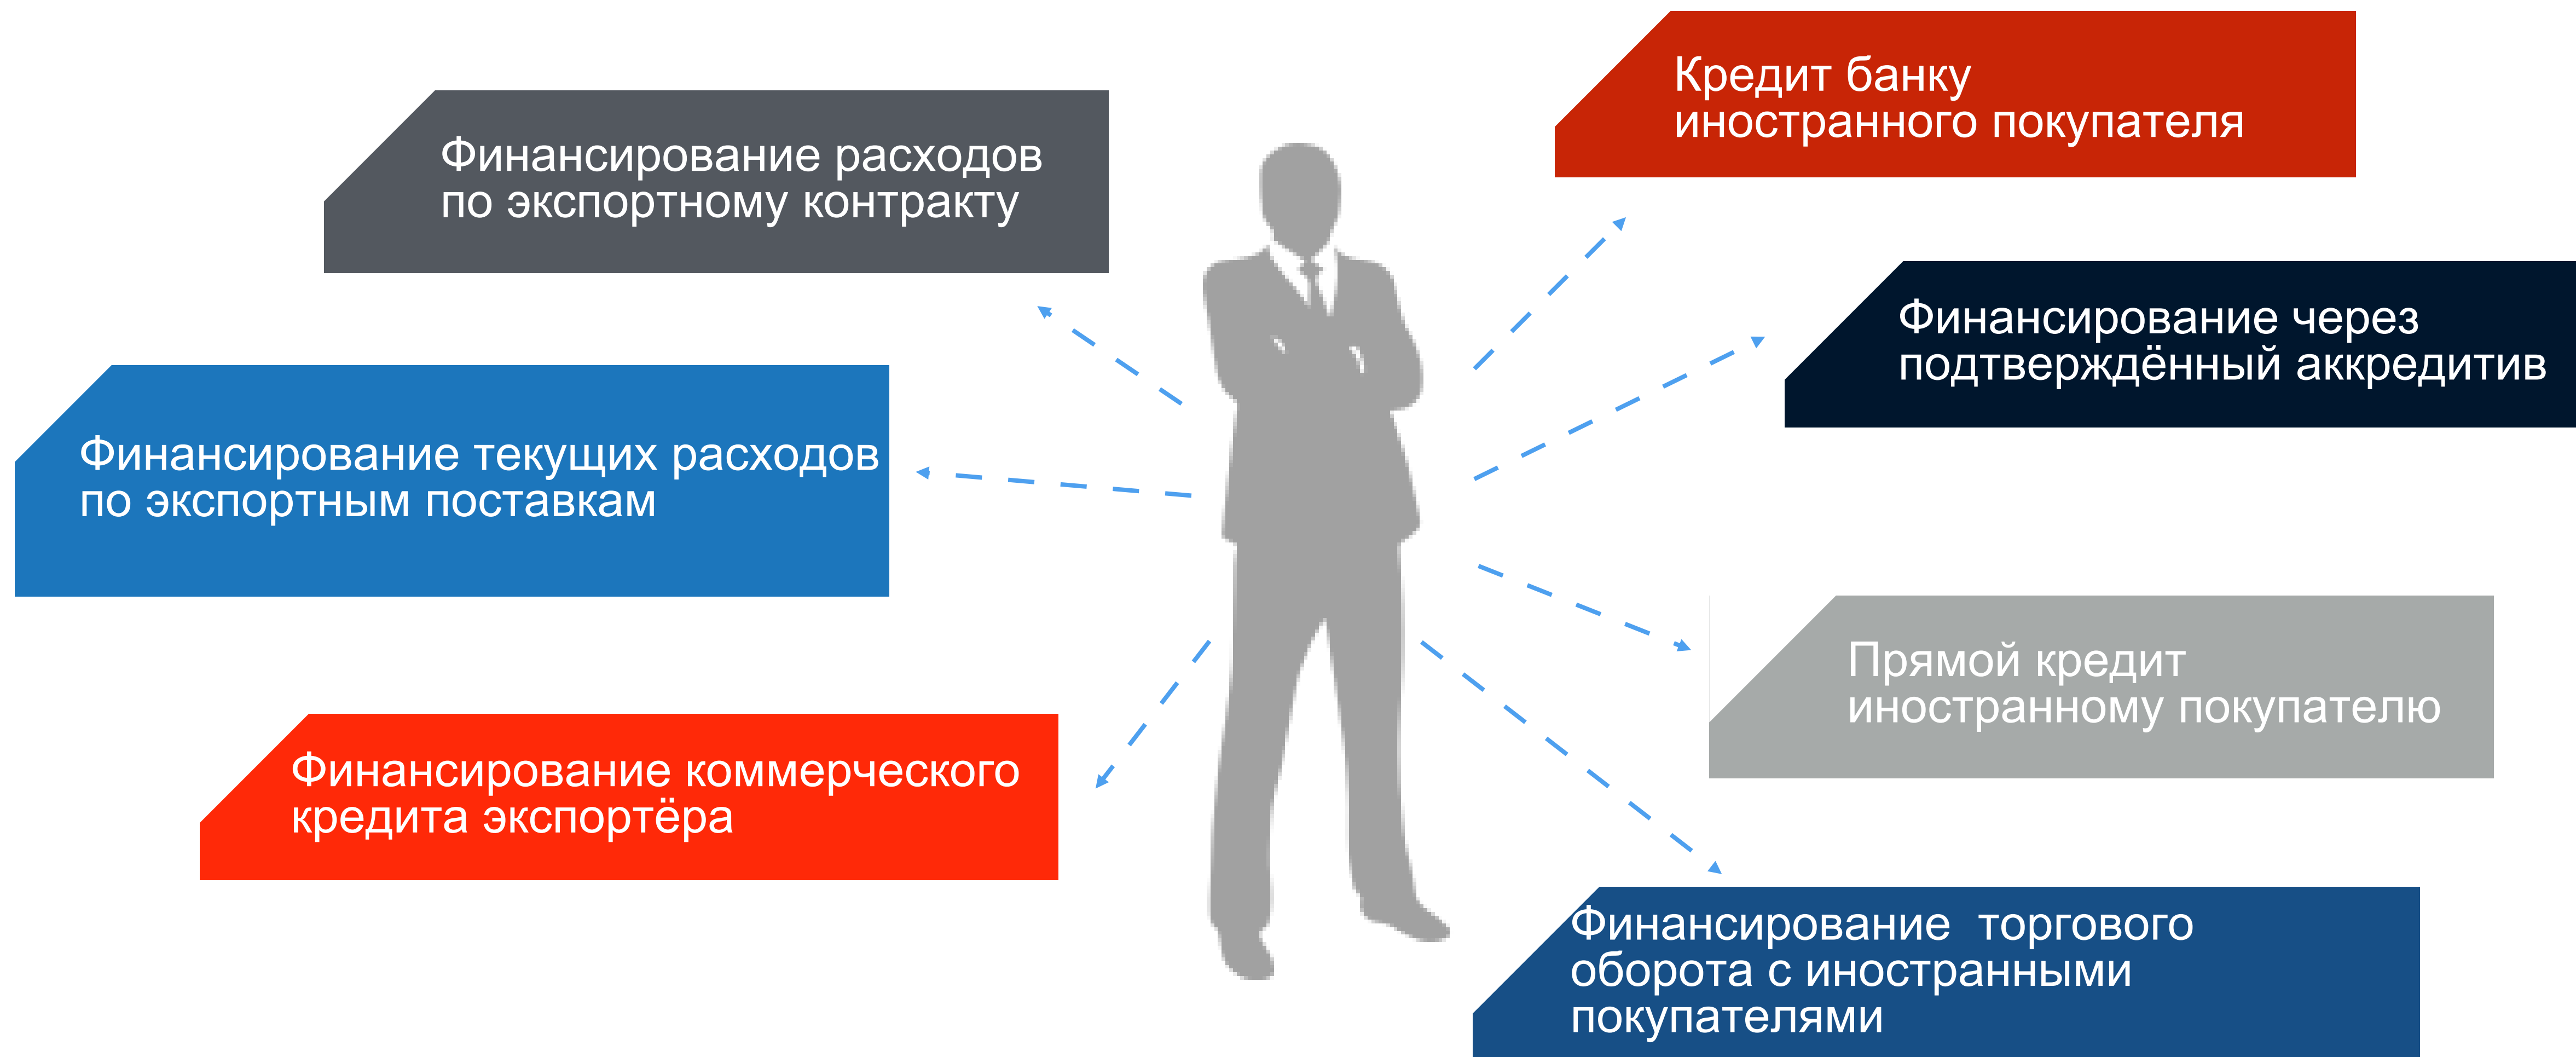 Финансирование расходов
по экспортному контракту
Финансирование текущих расходов
по экспортным поставкам
Финансирование коммерческого
кредита экспортёра
Кредит банку
иностранного покупателя
Финансирование через
подтверждённый аккредитив
Прямой кредит
иностранному покупателю
Финансирование  торгового
оборота с иностранными
покупателями